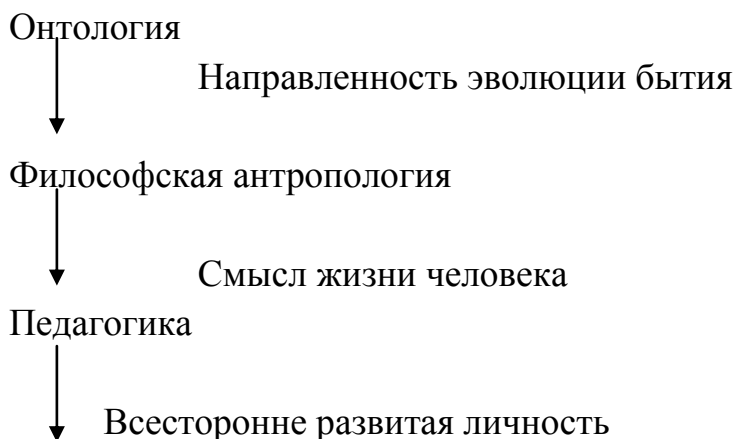 Онтология
Направленность эволюции бытия
Философская антропология
Смысл жизни человека
Педагогика
Всесторонне развитая личность